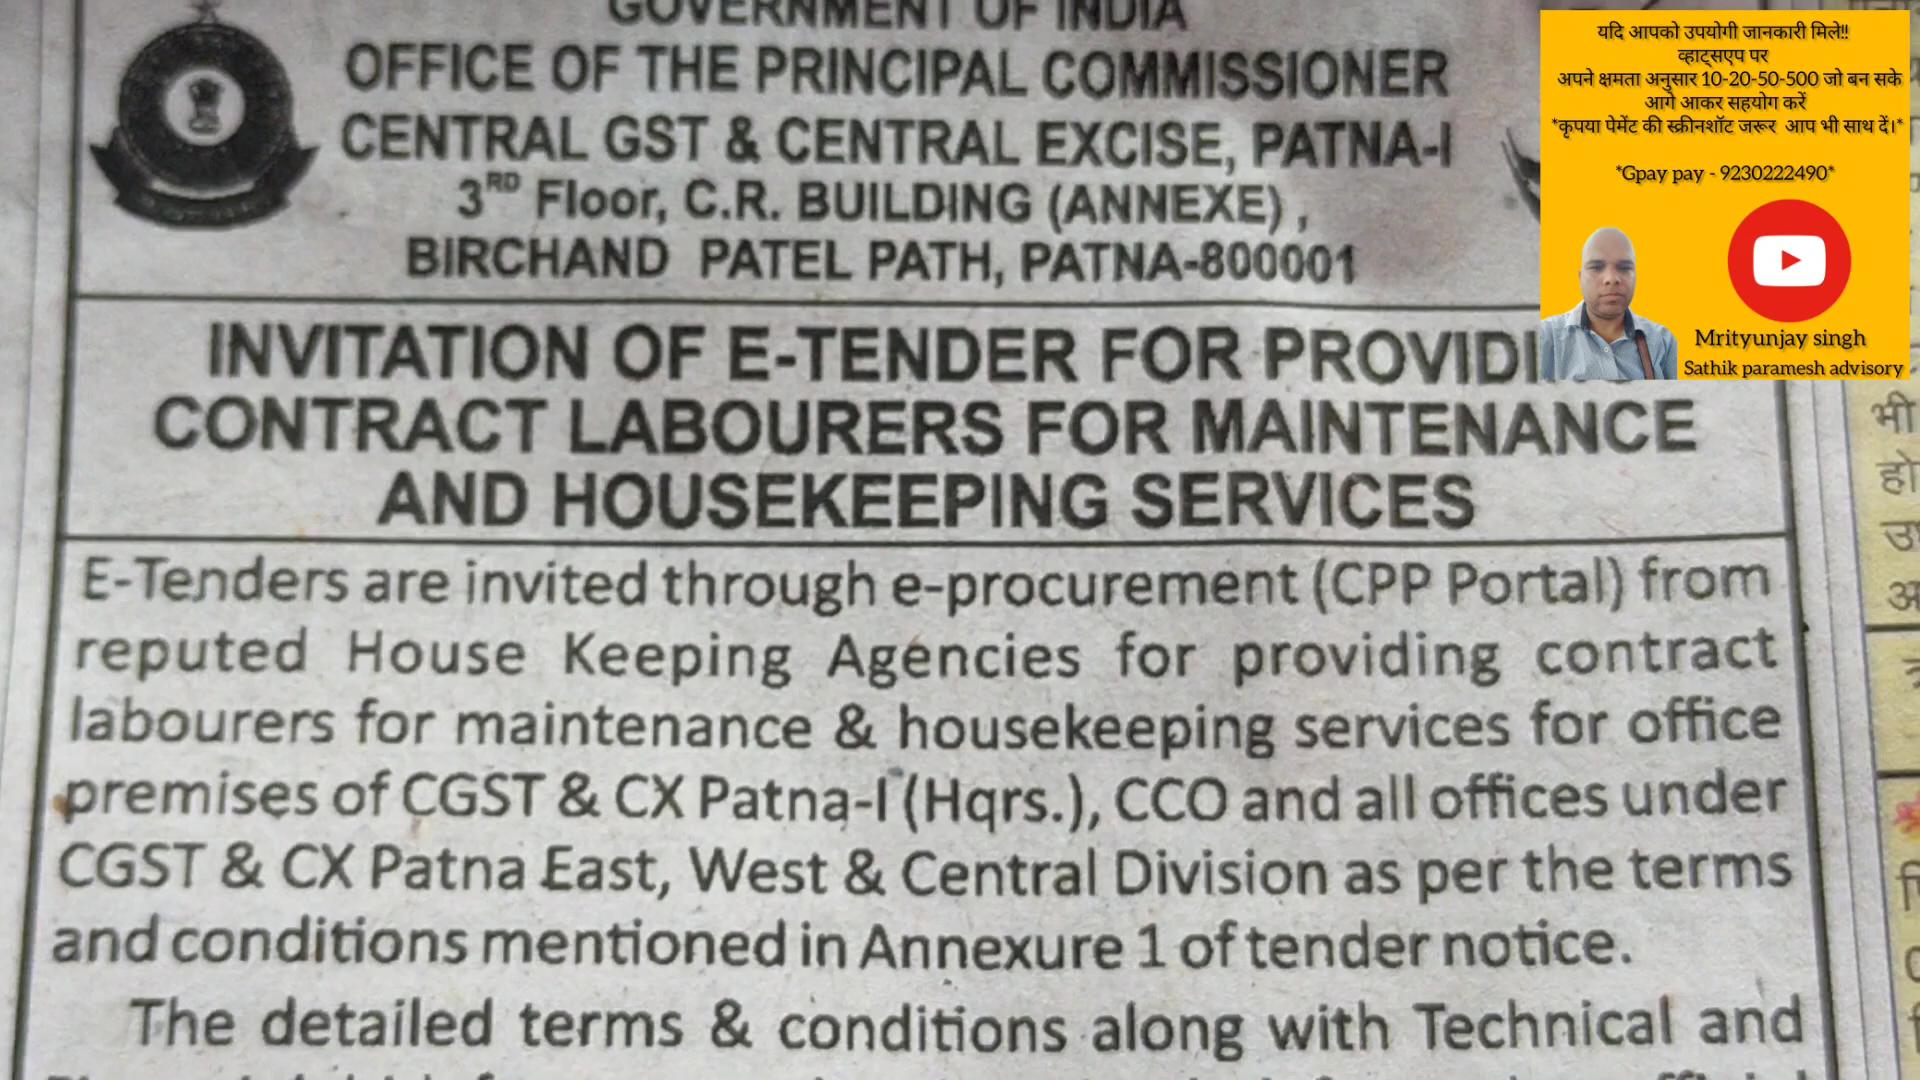 GOVERNMENT OF INDIA
OFFICE OF THE PRINCIPAL COMMISSIONER
CENTRAL GST & CENTRAL EXCISE, PATNA-I
3RD Floor, C.R. BUILDING (ANNEXE) ,
BIRCHAND PATEL PATH, PATNA-800001
INVITATION OF E-TENDER FOR PROVIDI
CONTRACT LABOURERS FOR MAINTENANCE
AND HOUSEKEEPING SERVICES
E-Tenders are invited through e-procurement (CPP Portal) from
reputed House Keeping Agencies for providing contract
labourers for maintenance & housekeeping services for office
premises of CGST & CX Patna-I (Hqrs.), CCO and all offices under
CGST & CX Patna East, West & Central Division as per the terms
and conditions mentioned in Annexure 1 of tender notice.
The detailed terms & conditions along with Technical and
यदि आपको उपयोगी जानकारी मिले!!
व्हाट्सएप पर
अपने क्षमता अनुसार 10-20-50-500 जो बन सके
आगे आकर सहयोग करें
*कृपया पेमेंट की स्क्रीनशॉट जरूर आप भी साथ दें।*
*Gpay pay - 9230222490*
Mrityunjay singh
Sathik paramesh advisory
भी
हो